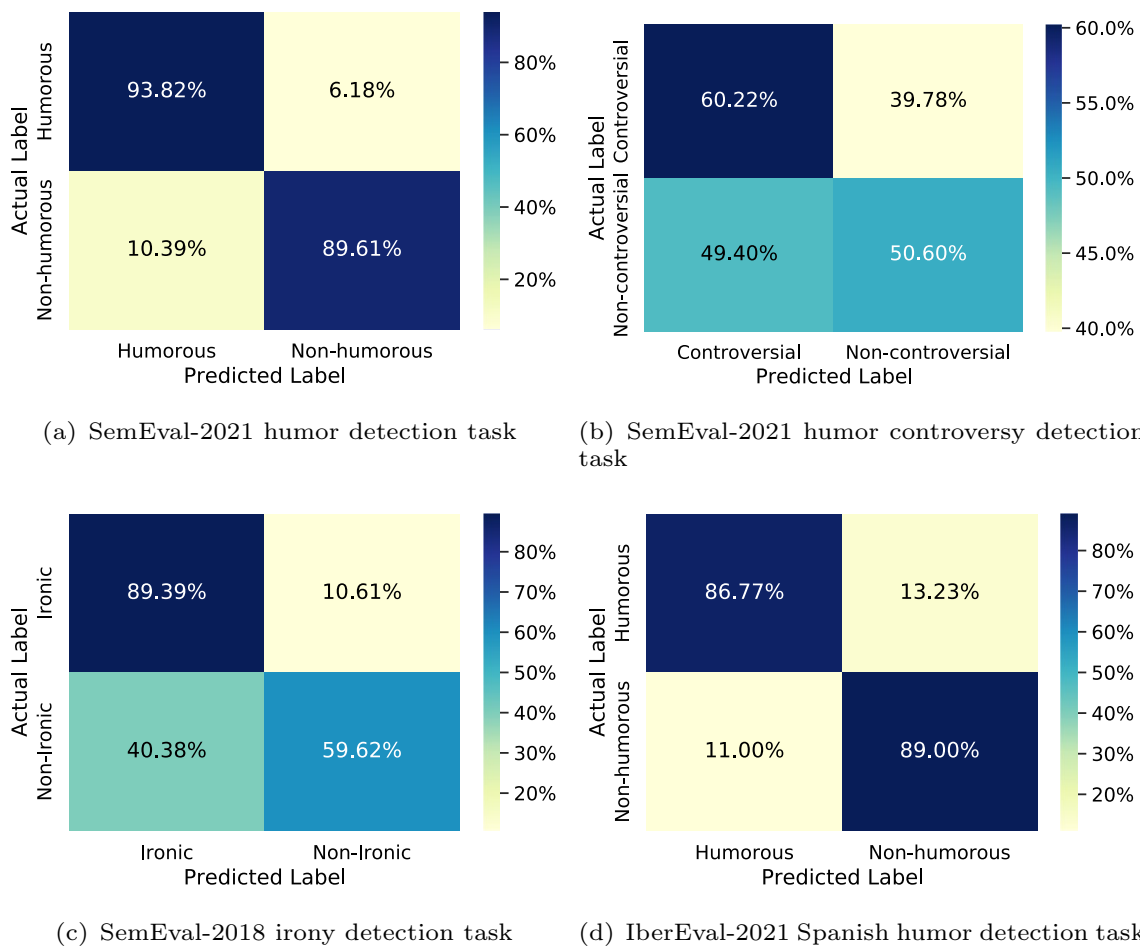 Actual Label
Humorous
Non-humorous
93.82%
6.18%
10.39%
89.61%
80%
60%
40%
20%
Humorous
Non-humorous
Predicted Label
(a) SemEval-2021 humor detection task
Actual Label
Controversial
Non-controversial
60.22%
39.78%
49.40%
50.60%
60.0%
55.0%
50.0%
45.0%
40.0%
Controversial
Non-controversial
Predicted Label
(b) SemEval-2021 humor controversy detection
task
Actual Label
Ironic
Non-Ironic
89.39%
10.61%
40.38%
59.62%
80%
70%
60%
50%
40%
30%
20%
Ironic
Non-Ironic
Predicted Label
(c) SemEval-2018 irony detection task
Actual Label
Humorous
Non-humorous
86.77%
13.23%
11.00%
89.00%
80%
70%
60%
50%
40%
30%
20%
Humorous
Non-humorous
Predicted Label
(d) IberEval-2021 Spanish humor detection task